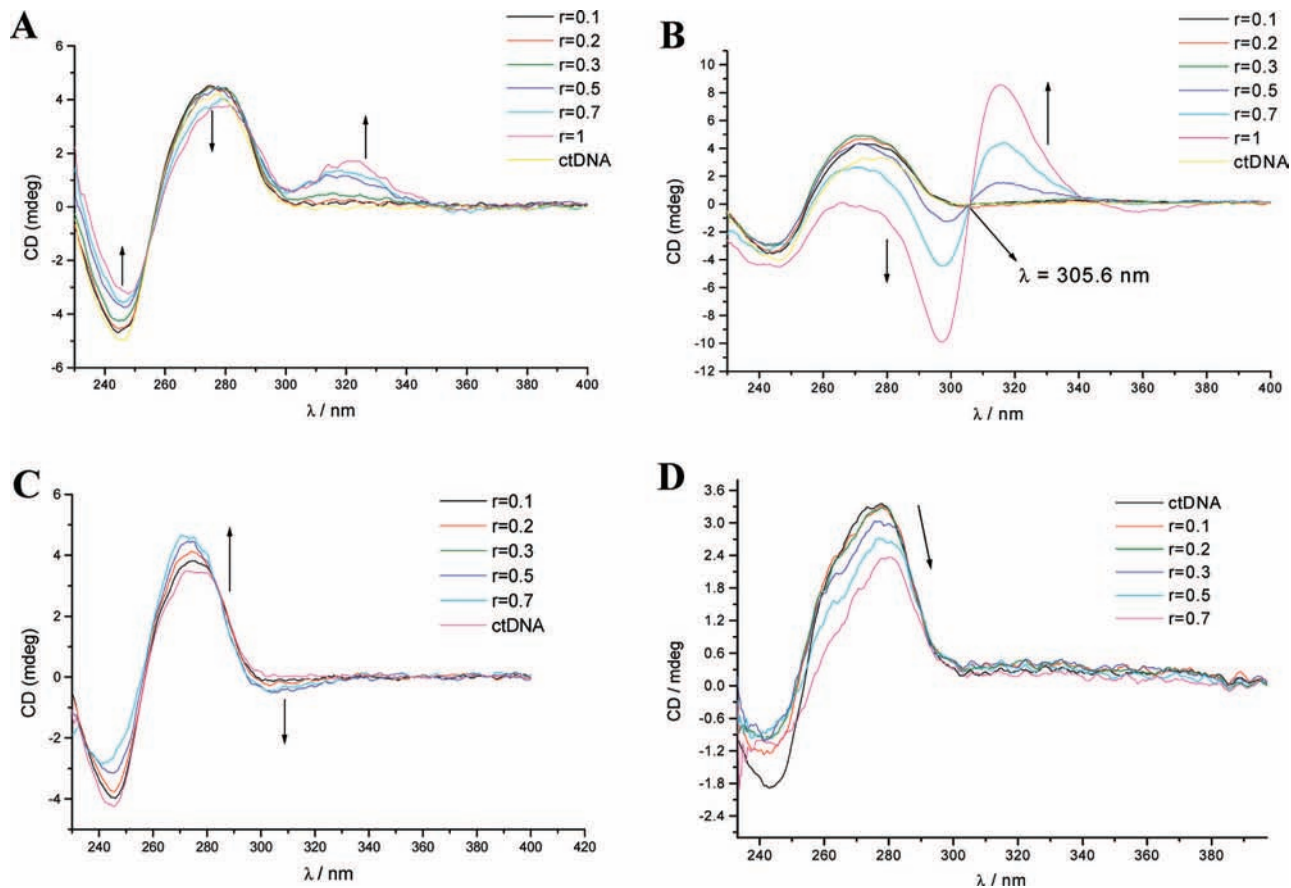 A
r=0.1
r=0.2
r=0.3
r=0.5
r=0.7
r=1
ctDNA
CD (mdeg)
6
4
2
0
-2
-4
-6
240 260 280 300 320 340 360 380 400
λ / nm
B
r=0.1
r=0.2
r=0.3
r=0.5
r=0.7
r=1
ctDNA
CD (mdeg)
10
8
6
4
2
0
-2
-4
-6
-8
-10
-12
λ = 305.6 nm
240 260 280 300 320 340 360 380 400
λ / nm
C
r=0.1
r=0.2
r=0.3
r=0.5
r=0.7
ctDNA
CD (mdeg)
6
4
2
0
-2
-4
240 260 280 300 320 340 360 380 400 420
λ / nm
D
ctDNA
r=0.1
r=0.2
r=0.3
r=0.5
r=0.7
CD / mdeg
3.6
3.0
2.4
1.8
1.2
0.6
0.0
-0.6
-1.2
-1.8
-2.4
240 260 280 300 320 340 360 380
λ / nm